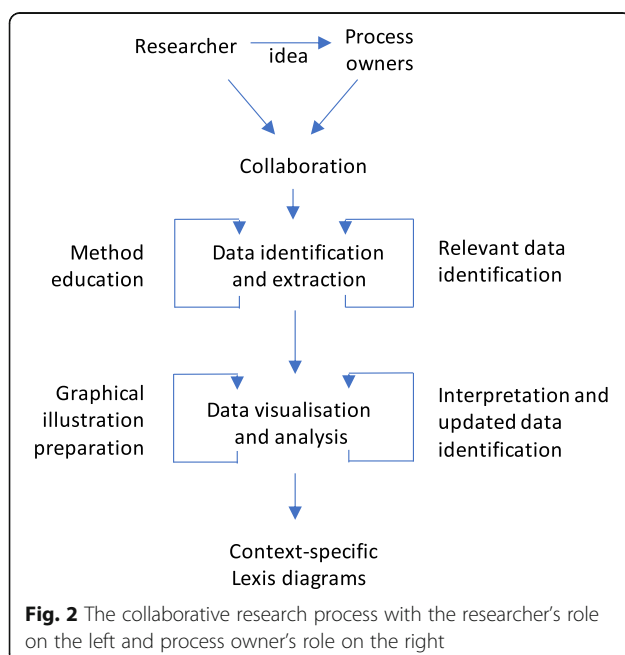 Researcher
idea
Process
owners
Collaboration
Method
education
Data identification
and extraction
Relevant data
identification
Graphical
illustration
preparation
Data visualisation
and analysis
Interpretation and
updated data
identification
Context-specific
Lexis diagrams
Fig. 2 The collaborative research process with the researcher's role
on the left and process owner's role on the right